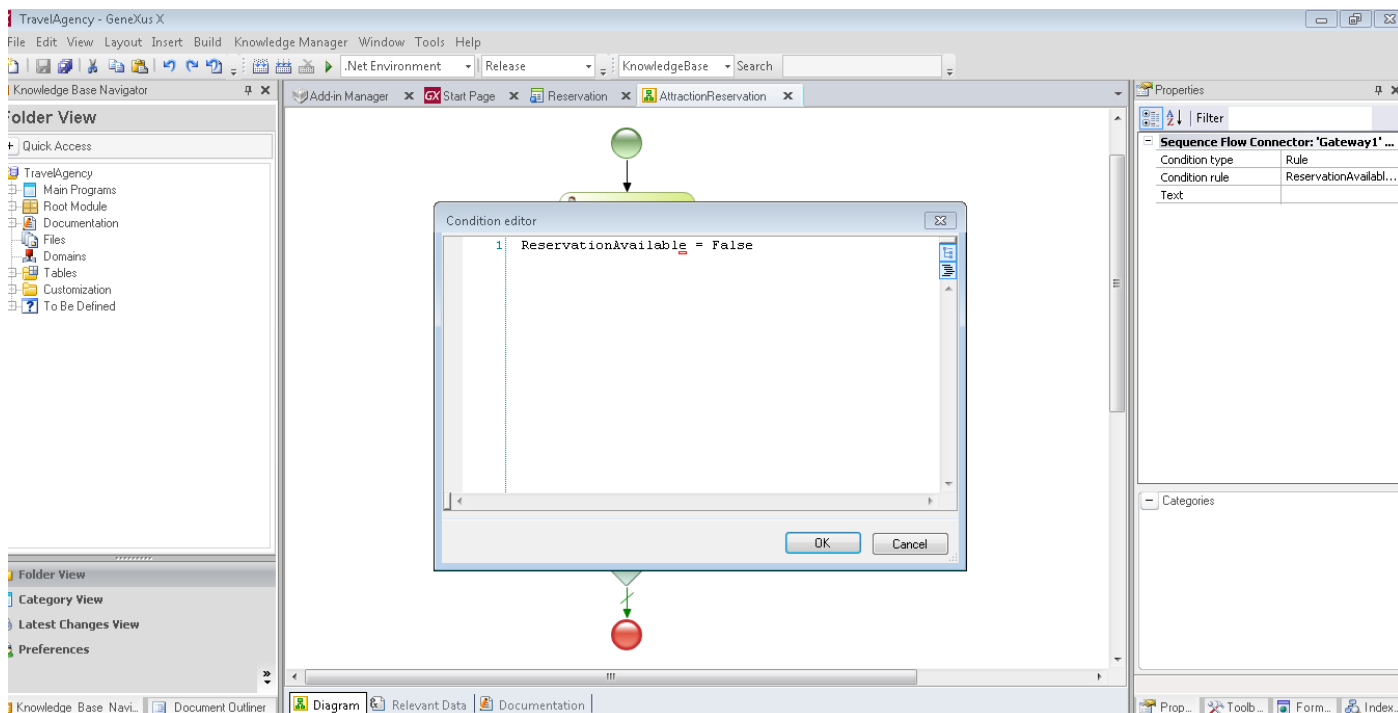 TravelAgency - GeneXus X
File Edit View Layout Insert Build Knowledge Manager Window Tools Help
.Net Environment Release KnowledgeBase Search
Knowledge Base Navigator
Folder View
Quick Access
TravelAgency
Main Programs
Root Module
Documentation
Files
Domains
Tables
Customization
To Be Defined
Folder View
Category View
Latest Changes View
Preferences
Knowledge Base Navi... Document Outliner
Add-in Manager GX Start Page Reservation AttractionReservation
Condition editor
1 ReservationAvailable = False
OK Cancel
Diagram Relevant Data Documentation
Properties
Filter
Sequence Flow Connector: 'Gateway1' ...
Condition type Rule
Condition rule ReservationAvailabl...
Text
Categories
Prop... Toolb... Form... Index...